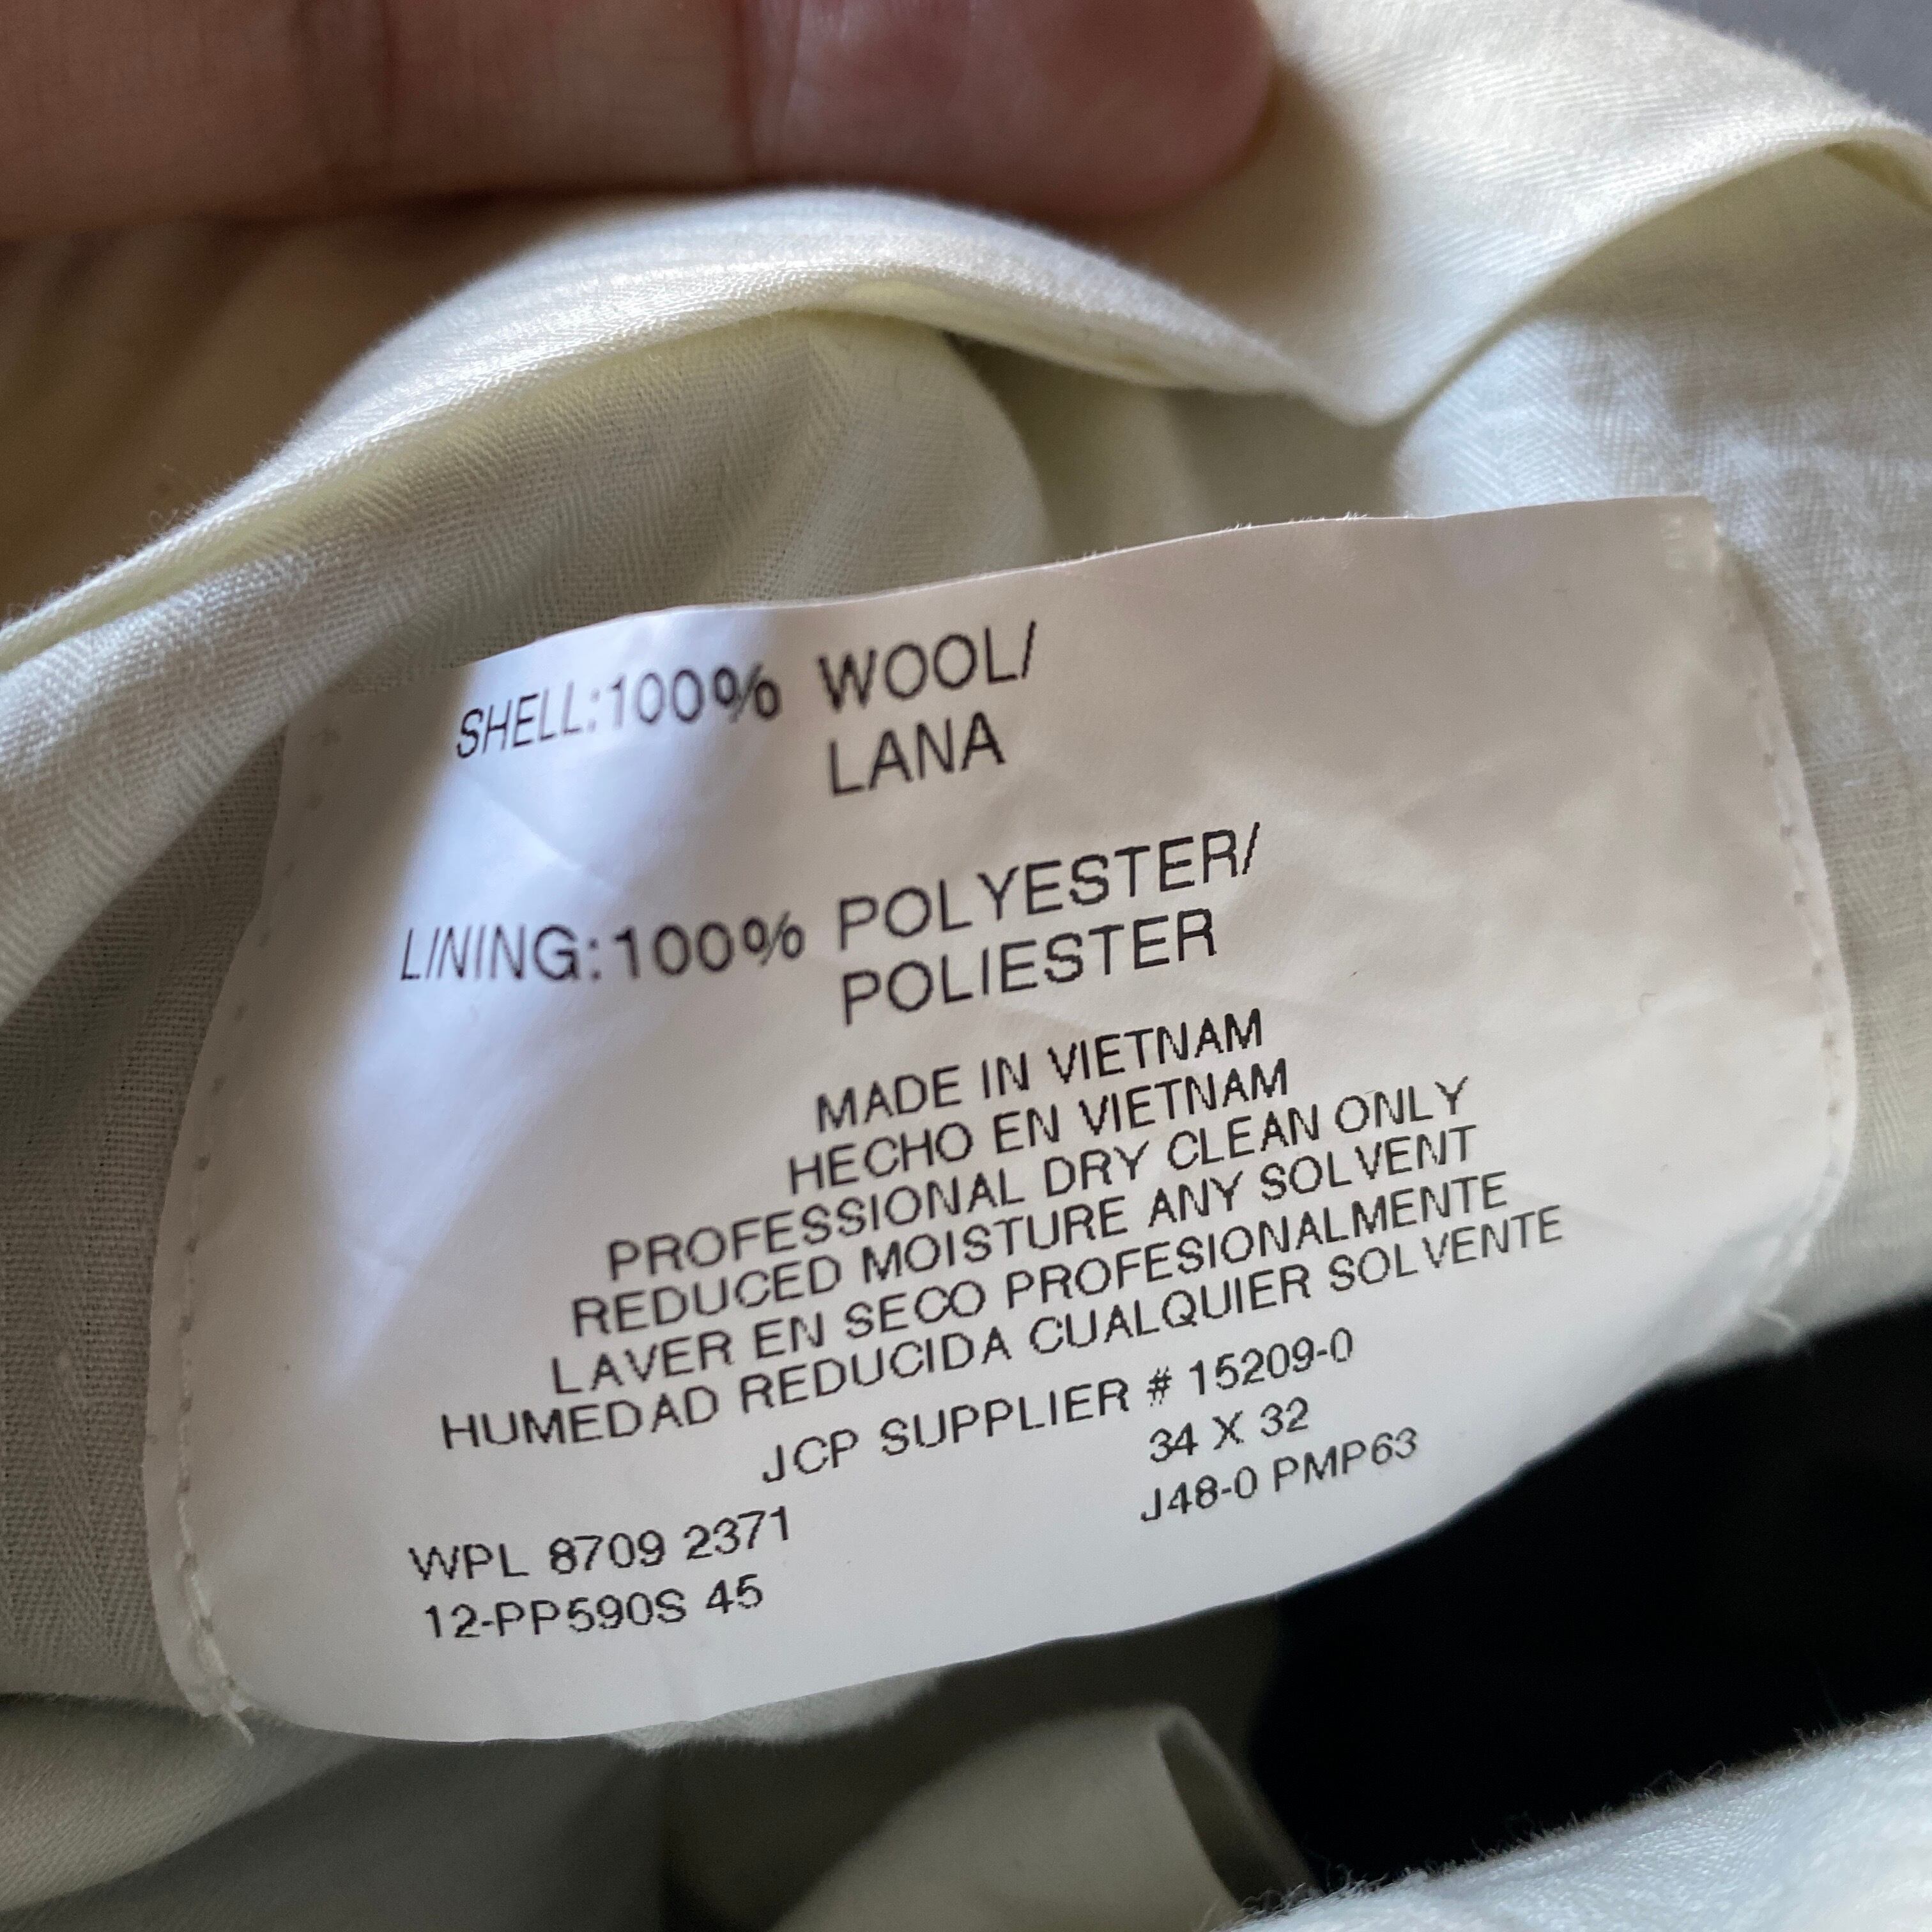 SHELL:100% WOOL/
LANA
LINING:100% POLYESTER/
POLIESTER
MADE IN VIETNAM
HECHO EN VIETNAM
PROFESSIONAL DRY CLEAN ONLY
REDUCED MOISTURE ANY SOLVENT
LAVER EN SECO PROFESIONALMENTE
HUMEDAD REDUCIDA CUALQUIER SOLVENTE
JCP SUPPLIER # 15209-0
34 X 32
J48-0 PMP63
WPL 8709 2371
12-PP590S 45